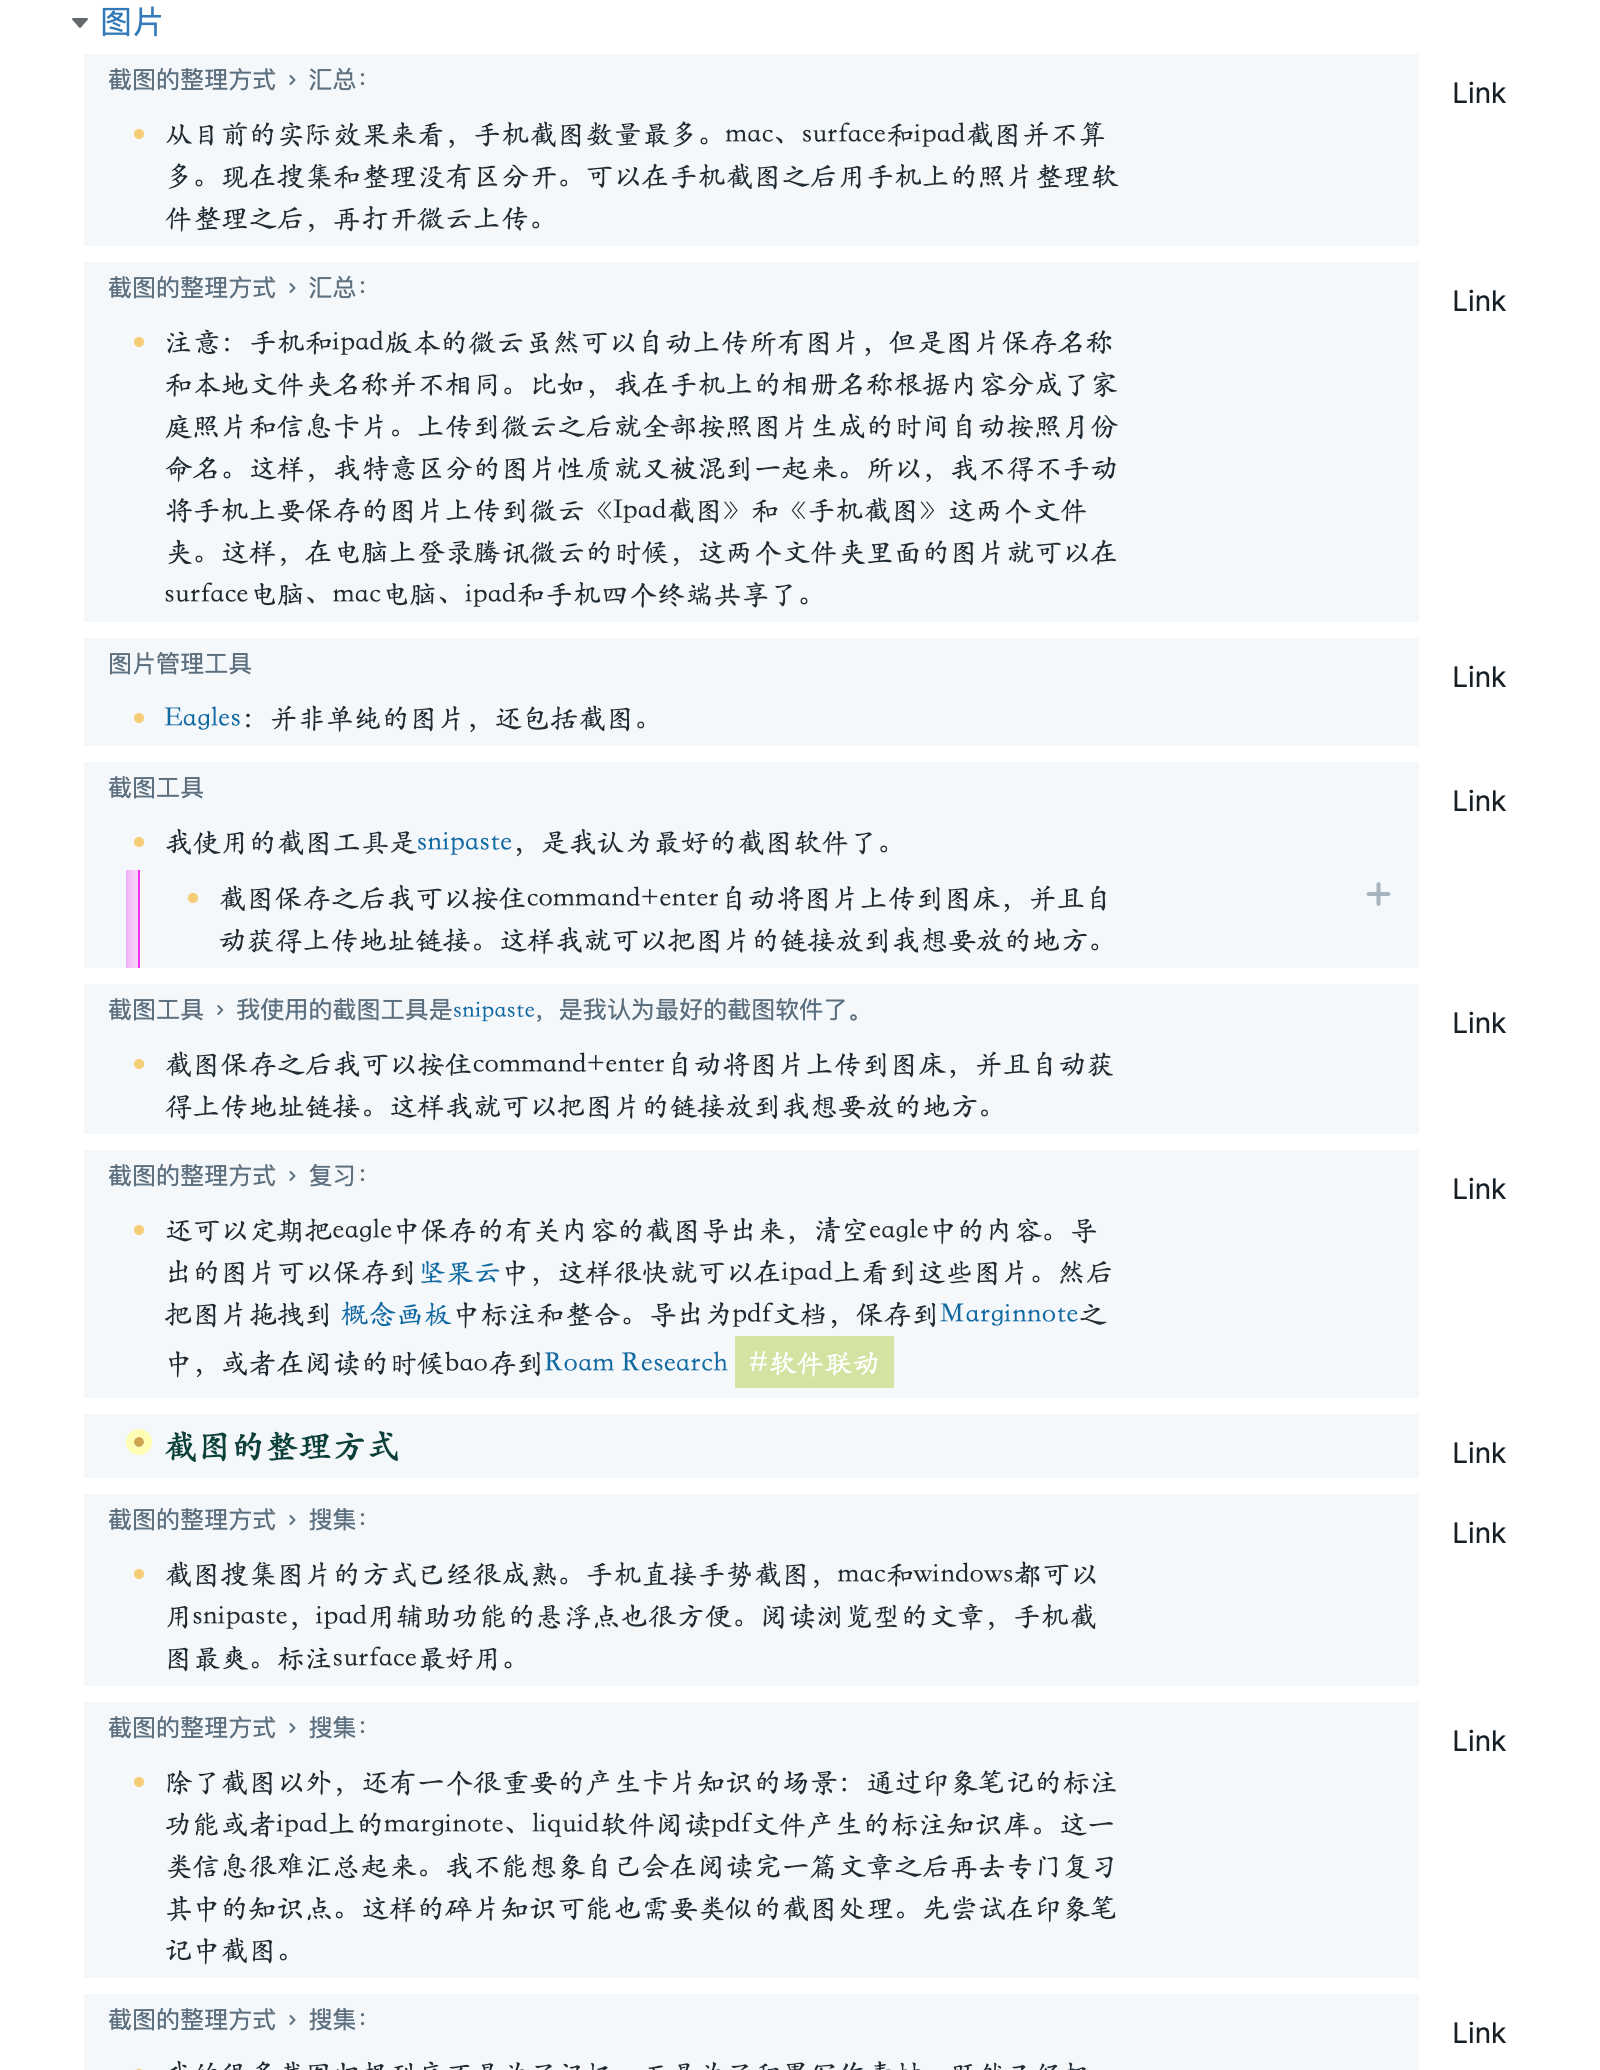 图片
截图的整理方式 › 汇总：
Link
从目前的实际效果来看，手机截图数量最多。mac、surface和ipad截图并不算
多。现在搜集和整理没有区分开。可以在手机截图之后用手机上的照片整理软
件整理之后，再打开微云上传。
截图的整理方式 › 汇总：
Link
注意：手机和ipad版本的微云虽然可以自动上传所有图片，但是图片保存名称
和本地文件夹名称并不相同。比如，我在手机上的相册名称根据内容分成了家
庭照片和信息卡片。上传到微云之后就全部按照图片生成的时间自动按照月份
命名。这样，我特意区分的图片性质就又被混到一起来。所以，我不得不手动
将手机上要保存的图片上传到微云《Ipad截图》和《手机截图》这两个文件
夹。这样，在电脑上登录腾讯微云的时候，这两个文件夹里面的图片就可以在
surface电脑、mac电脑、ipad和手机四个终端共享了。
图片管理工具
Link
Eagles：并非单纯的图片，还包括截图。
截图工具
Link
我使用的截图工具是snipaste，是我认为最好的截图软件了。
截图保存之后我可以按住command+enter自动将图片上传到图床，并且自
动获得上传地址链接。这样我就可以把图片的链接放到我想要放的地方。
截图工具 › 我使用的截图工具是snipaste，是我认为最好的截图软件了。
Link
截图保存之后我可以按住command+enter自动将图片上传到图床，并且自动获
得上传地址链接。这样我就可以把图片的链接放到我想要放的地方。
截图的整理方式 › 复习：
Link
还可以定期把eagle中保存的有关内容的截图导出来，清空eagle中的内容。导
出的图片可以保存到坚果云中，这样很快就可以在ipad上看到这些图片。然后
把图片拖拽到 概念画板中标注和整合。导出为pdf文档，保存到Marginnote之
中，或者在阅读的时候bao存到Roam Research #软件联动
截图的整理方式
Link
截图的整理方式 › 搜集：
Link
截图搜集图片的方式已经很成熟。手机直接手势截图，mac和windows都可以
用snipaste，ipad用辅助功能的悬浮点也很方便。阅读浏览型的文章，手机截
图最爽。标注surface最好用。
截图的整理方式 › 搜集：
Link
除了截图以外，还有一个很重要的产生卡片知识的场景：通过印象笔记的标注
功能或者ipad上的marginote、liquid软件阅读pdf文件产生的标注知识库。这一
类信息很难汇总起来。我不能想象自己会在阅读完一篇文章之后再去专门复习
其中的知识点。这样的碎片知识可能也需要类似的截图处理。先尝试在印象笔
记中截图。
截图的整理方式 › 搜集：
Link